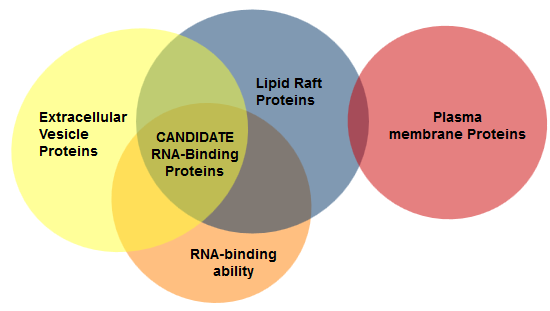 Extracellular
Vesicle
Proteins
CANDIDATE
RNA-Binding
Proteins
Lipid Raft
Proteins
Plasma
membrane Proteins
RNA-binding
ability